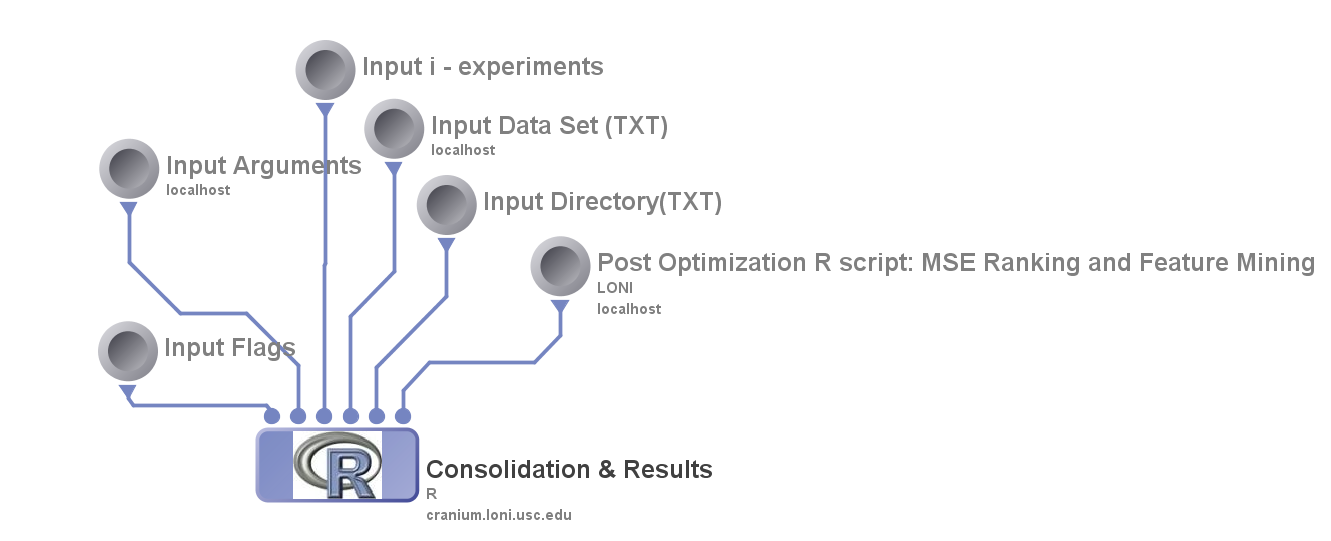 Input i - experiments
Input Data Set (TXT)
localhost
Input Arguments
localhost
Input Directory(TXT)
Post Optimization R script: MSE Ranking and Feature Mining
LONI
localhost
Input Flags
R
Consolidation & Results
R
cranium.loni.usc.edu